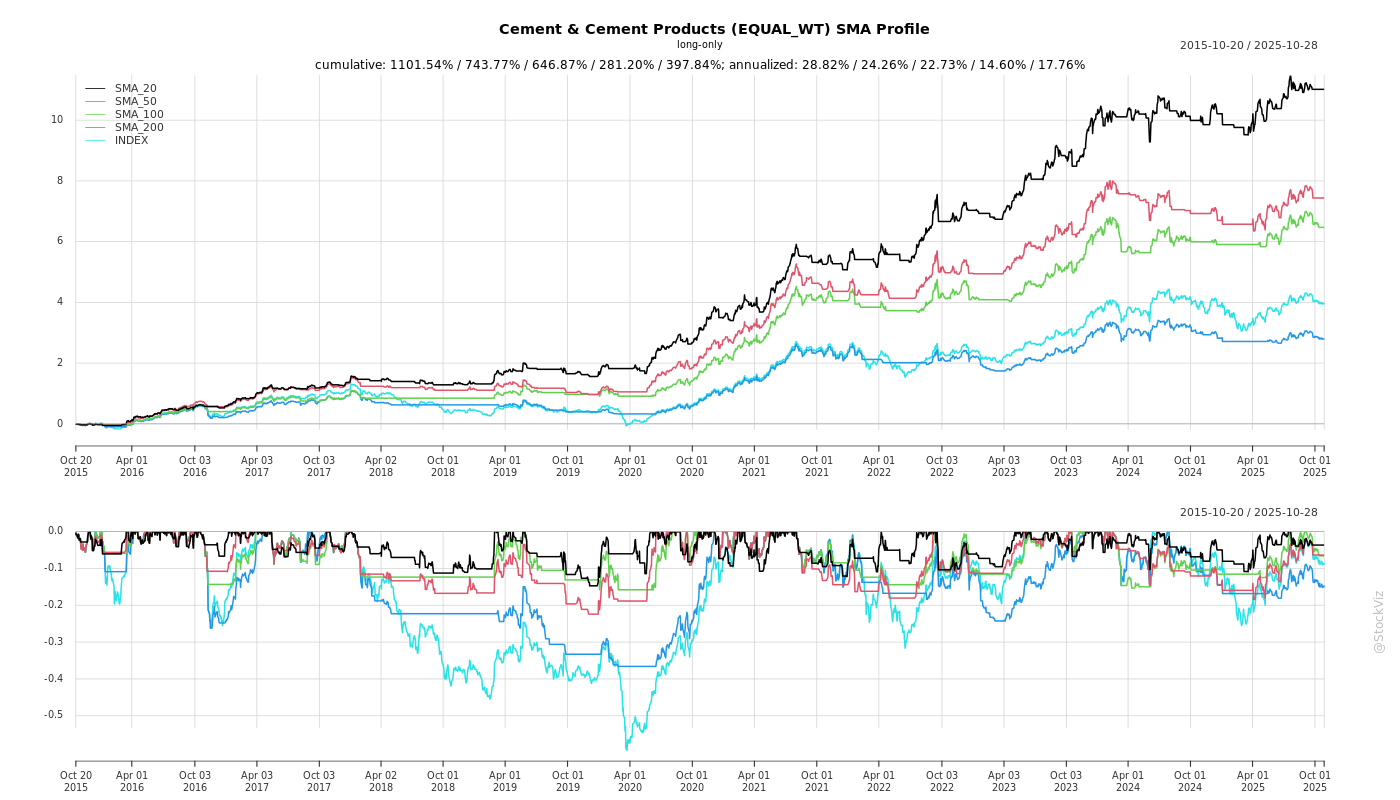 Cement & Cement Products (EQUAL_WT) SMA Profile
long-only
2015-10-20 / 2025-10-28
cumulative: 1101.54% / 743.77% / 646.87% / 281.20% / 397.84%; annualized: 28.82% / 24.26% / 22.73% / 14.60% / 17.76%
SMA_20
SMA_50
SMA_100
SMA_200
INDEX
10
8
6
4
2
0
Oct 20 Apr 01 Oct 03 Apr 03 Oct 03 Apr 02 Oct 01 Apr 01 Oct 01 Apr 01 Oct 01 Apr 01 Oct 01 Apr 01 Oct 03 Apr 03 Oct 03 Apr 01 Oct 01 Apr 01 Oct 01
2015 2016 2016 2017 2017 2018 2018 2019 2019 2020 2020 2021 2021 2022 2022 2023 2023 2024 2024 2025 2025
2015-10-20 / 2025-10-28
0.0
-0.1
-0.2
-0.3
-0.4
-0.5
Oct 20 Apr 01 Oct 03 Apr 03 Oct 03 Apr 02 Oct 01 Apr 01 Oct 01 Apr 01 Oct 01 Apr 01 Oct 01 Apr 01 Oct 03 Apr 03 Oct 03 Apr 01 Oct 01 Apr 01 Oct 01
2015 2016 2016 2017 2017 2018 2018 2019 2019 2020 2020 2021 2021 2022 2022 2023 2023 2024 2024 2025 2025
@StockViz